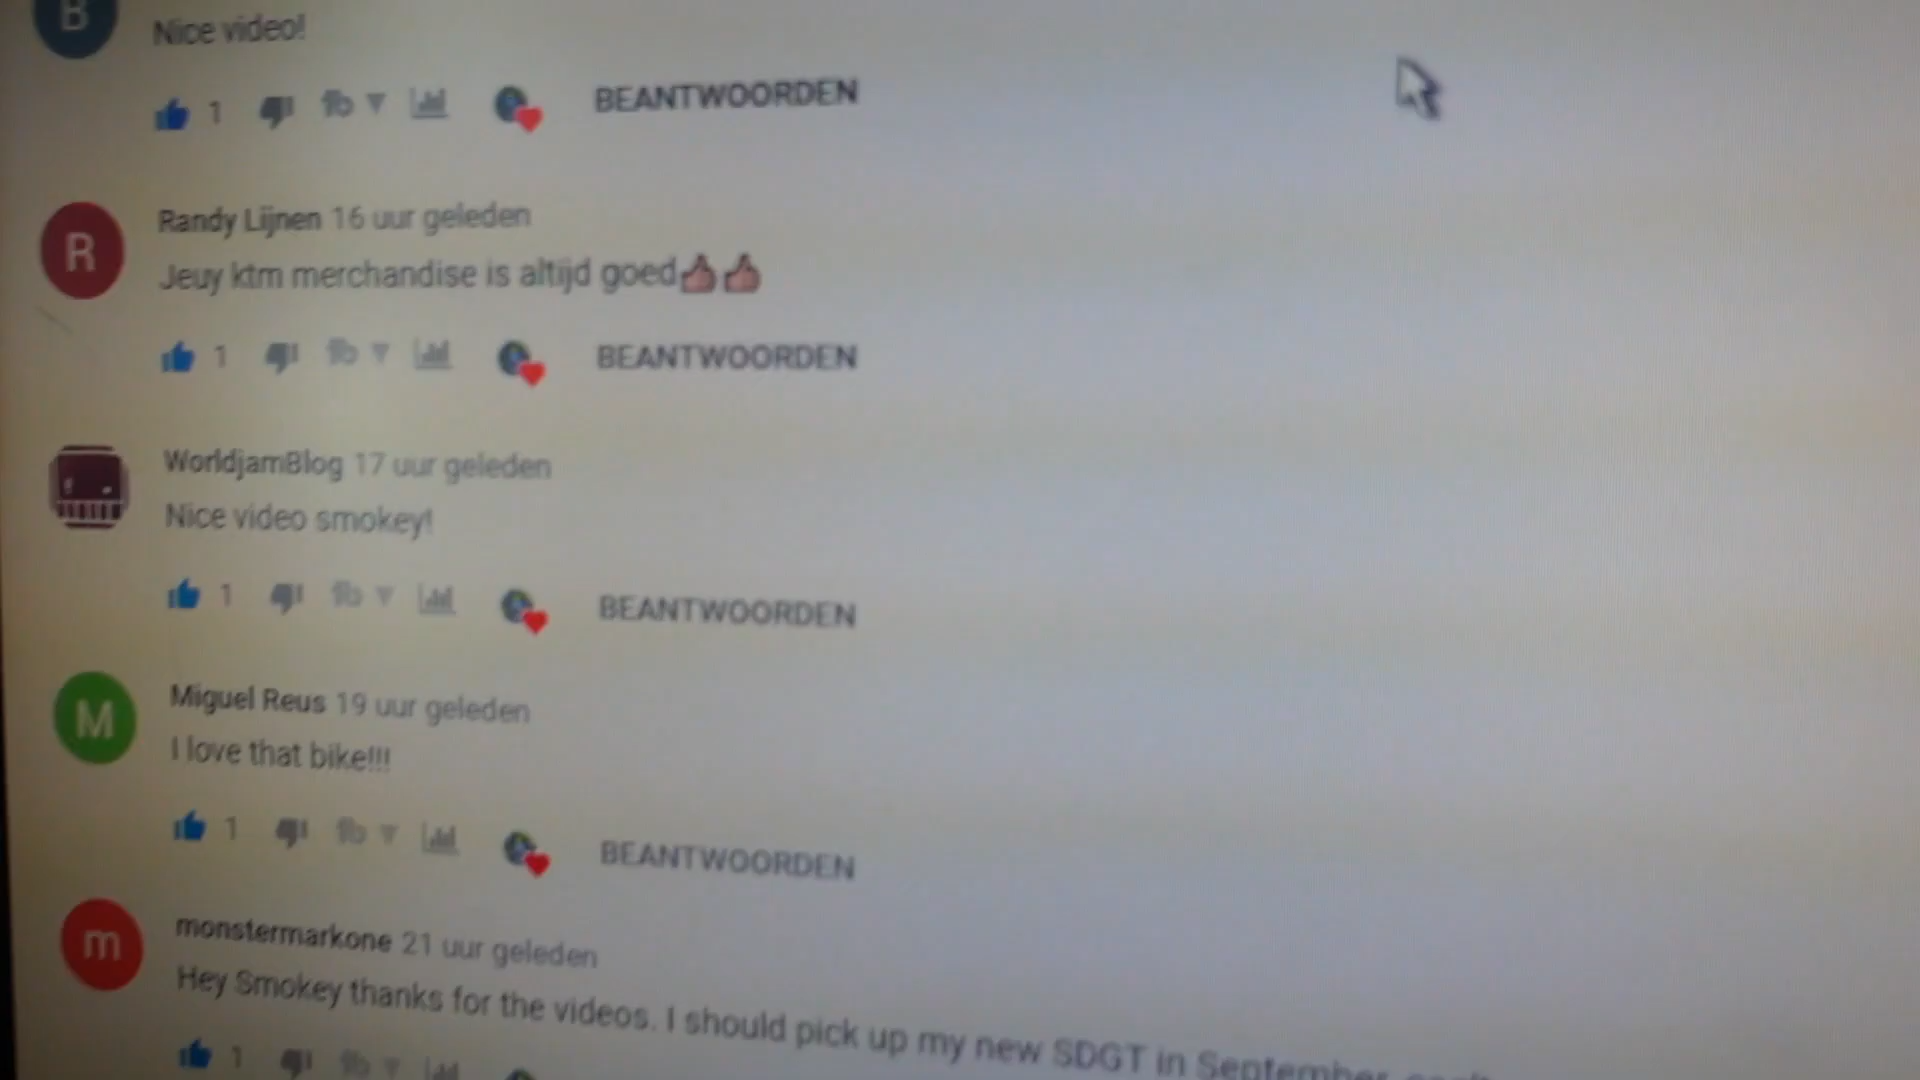 B
Nice video!
1 BEANTWOORDEN
R
Randy Lijnen 16 uur geleden
Jeuy ktm merchandise is altijd goed👍👍
1 BEANTWOORDEN
WorldjamBlog 17 uur geleden
Nice video smokey!
1 BEANTWOORDEN
M
Miguel Reus 19 uur geleden
I love that bike!!!
1 BEANTWOORDEN
m
monstermarkone 21 uur geleden
Hey Smokey thanks for the videos. I should pick up my new SDGT in September
1